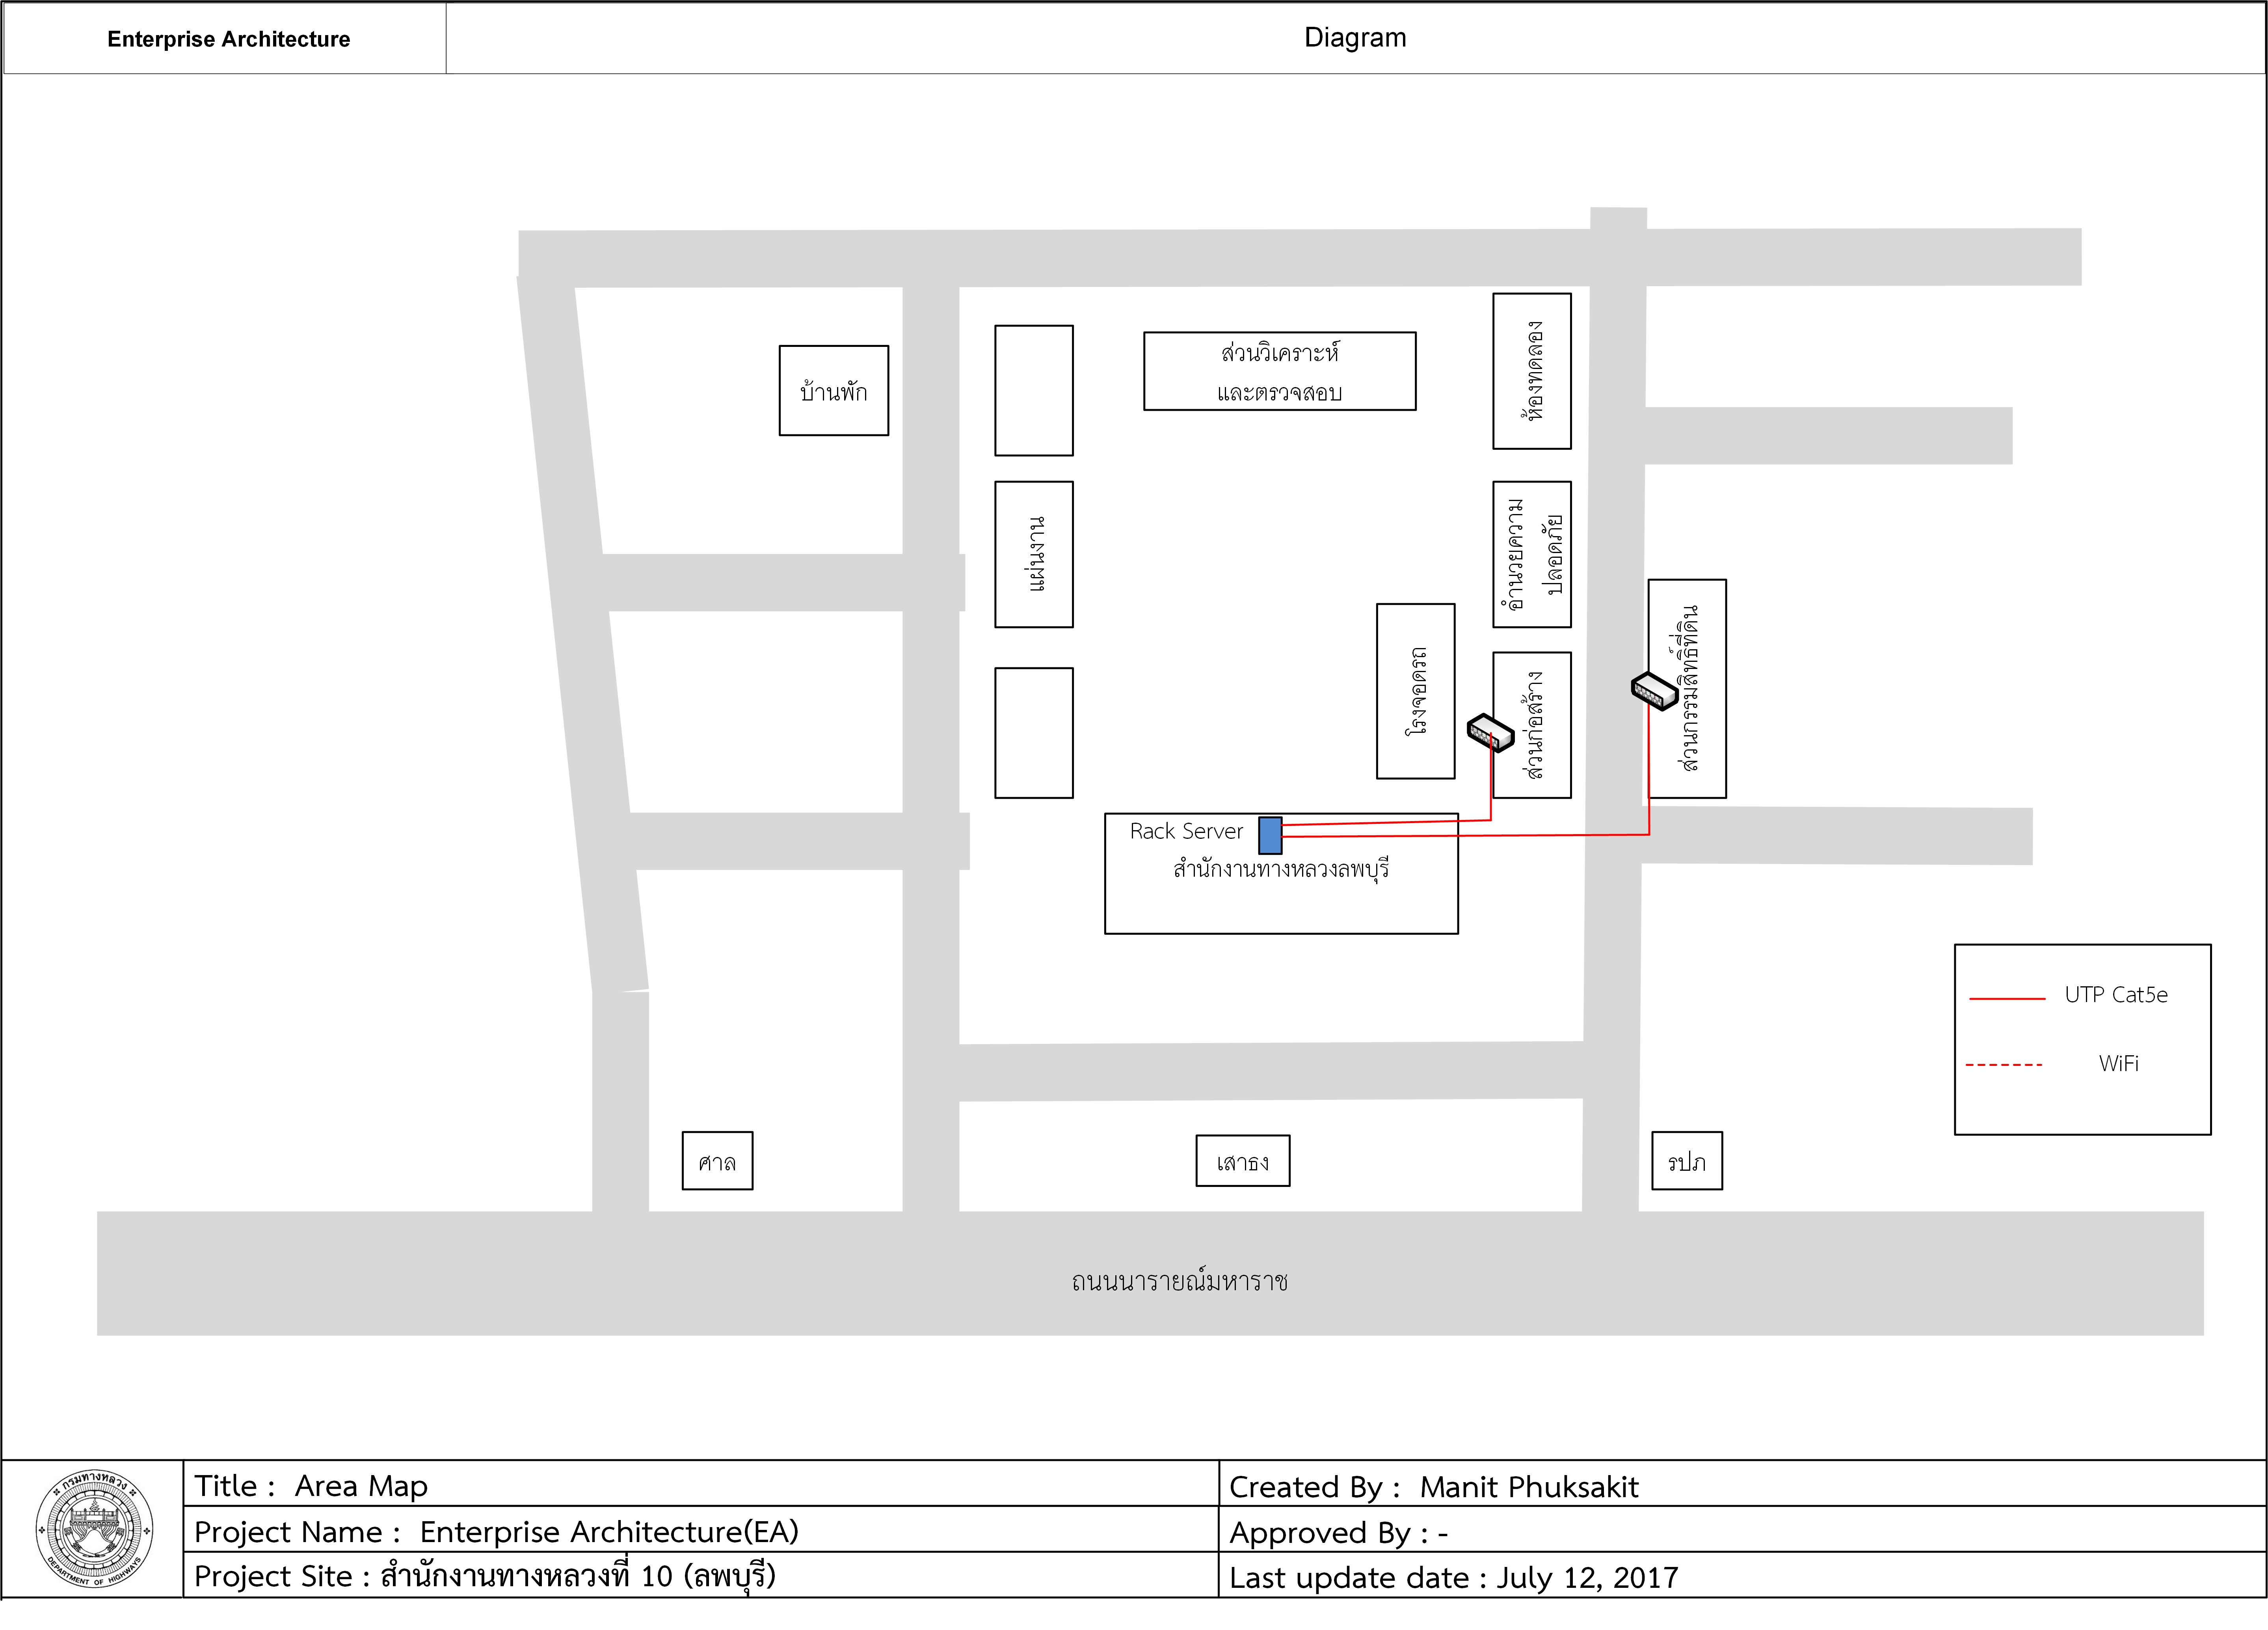 Enterprise Architecture
Diagram
บ้านพัก
ส่วนวิเคราะห์
และตรวจสอบ
ห้องทดลอง
แผ่นงาน
อำนวยความ
ปลอดภัย
โรงจอดรถ
ส่วนก่อสร้าง
ส่วนกรรมสิทธิ์ที่ดิน
Rack Server
สำนักงานทางหลวงลพบุรี
UTP Cat5e
WiFi
ศาล
เสาธง
รปภ
ถนนนารายณ์มหาราช
กรมทางหลวง
DEPARTMENT OF HIGHWAYS
Title : Area Map
Created By : Manit Phuksakit
Project Name : Enterprise Architecture(EA)
Approved By : -
Project Site : สำนักงานทางหลวงที่ 10 (ลพบุรี)
Last update date : July 12, 2017